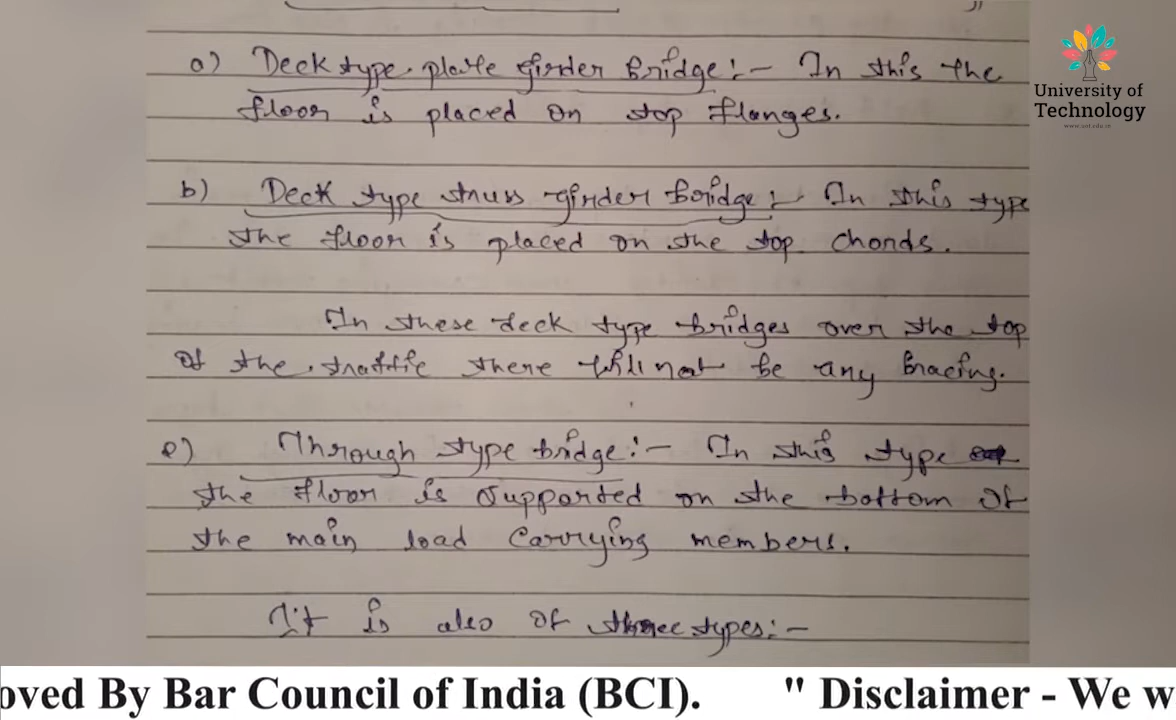 a) Deck type plate girder bridge :- In this the
floor is placed on top flanges.
b) Deck type truss girder bridge :- In this type
the floor is placed on the top chords.
In these deck type bridges over the top
of the traffic there will not be any bracing.
c) Through type bridge :- In this type
the floor is supported on the bottom of
the main load carrying members.
It is also of three types :-
University of
Technology
www.uot.edu.in
oved By Bar Council of India (BCI). " Disclaimer - We w